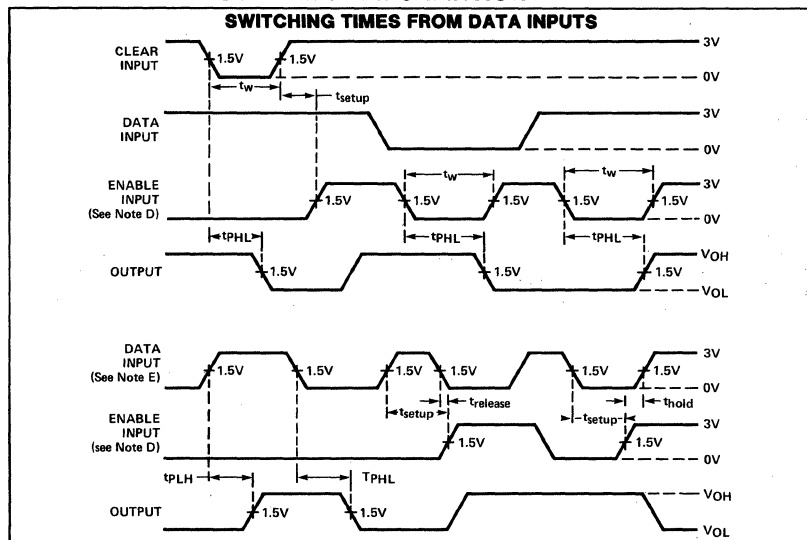 SWITCHING TIMES FROM DATA INPUTS
CLEAR
INPUT
1.5V
1.5V
3V
0V
tw
tsetup
DATA
INPUT
3V
0V
ENABLE
INPUT
(See Note D)
tw
tw
1.5V
1.5V
1.5V
1.5V
1.5V
3V
0V
tPHL
tPHL
tPHL
OUTPUT
1.5V
1.5V
1.5V
VOH
VOL
DATA
INPUT
(See Note E)
1.5V
1.5V
1.5V
1.5V
1.5V
1.5V
3V
0V
tsetup
trelease
tsetup
thold
ENABLE
INPUT
(see Note D)
1.5V
1.5V
3V
0V
tPLH
TPHL
OUTPUT
1.5V
1.5V
VOH
VOL